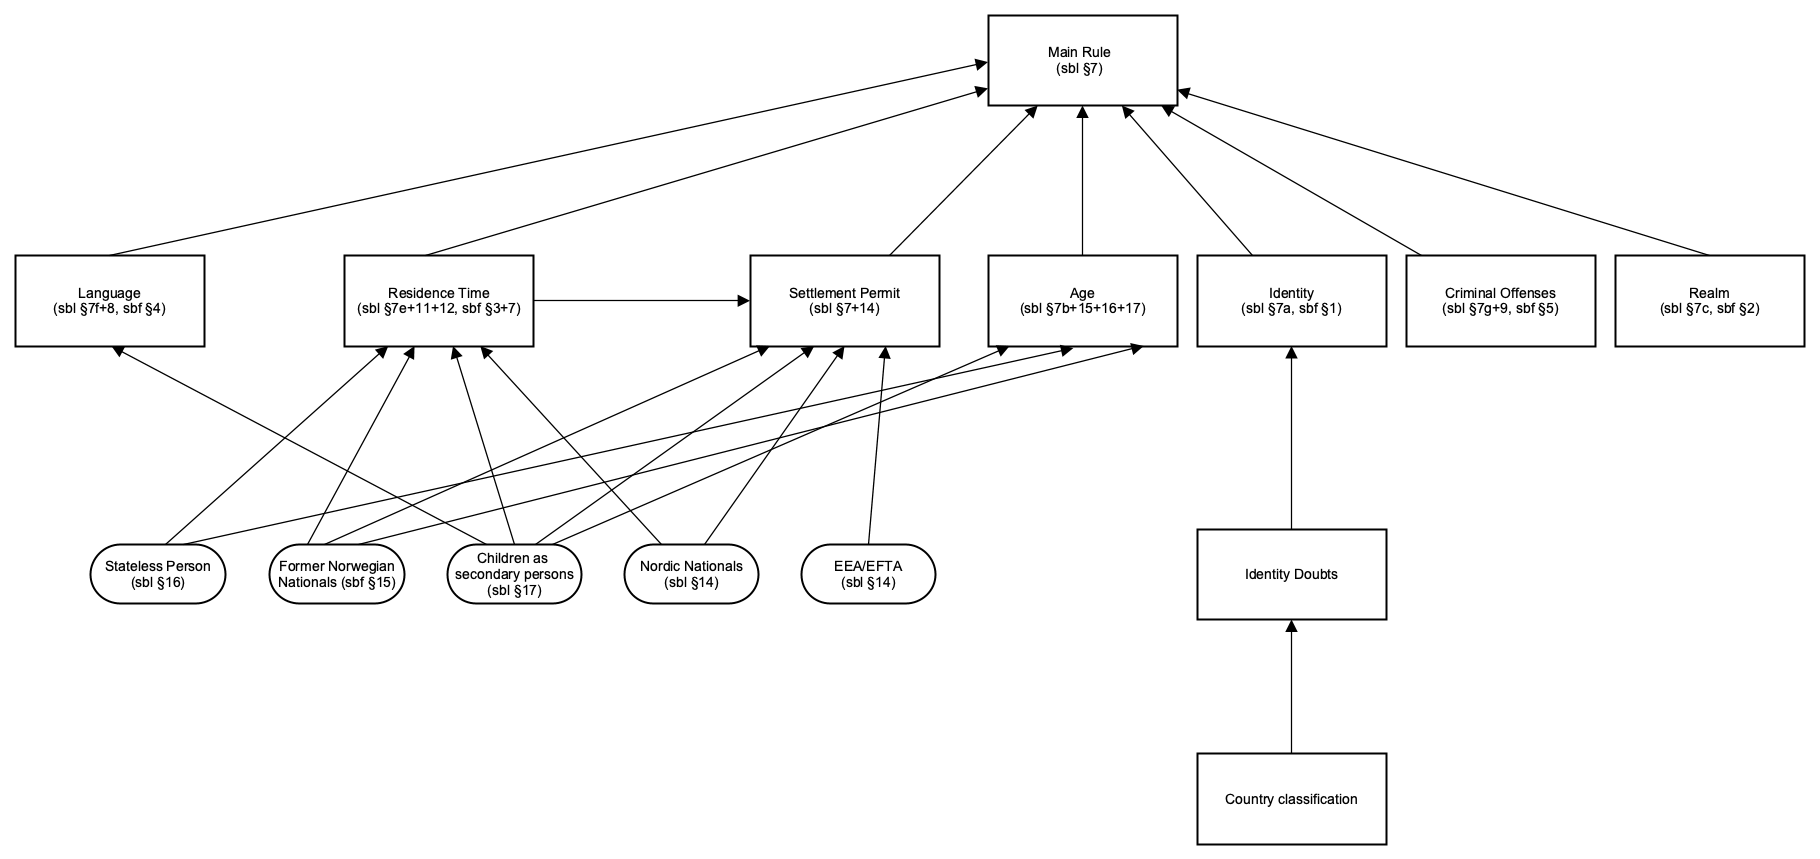 Main Rule
(sbl §7)
Language
(sbl §7f+8, sbf §4)
Residence Time
(sbl §7e+11+12, sbf §3+7)
Settlement Permit
(sbl §7+14)
Age
(sbl §7b+15+16+17)
Identity
(sbl §7a, sbf §1)
Criminal Offenses
(sbl §7g+9, sbf §5)
Realm
(sbl §7c, sbf §2)
Stateless Person
(sbl §16)
Former Norwegian
Nationals (sbf §15)
Children as
secondary persons
(sbl §17)
Nordic Nationals
(sbl §14)
EEA/EFTA
(sbl §14)
Identity Doubts
Country classification